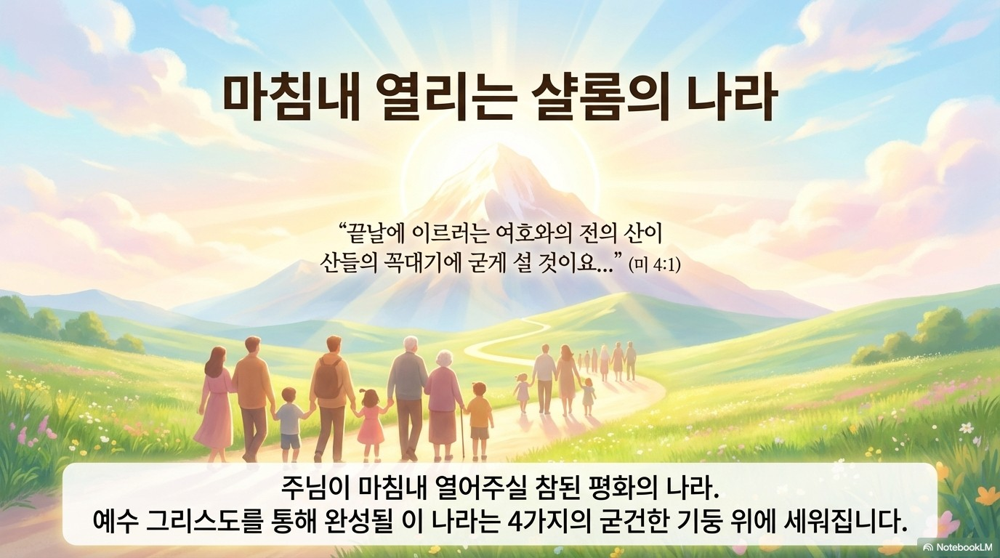 마침내 열리는 샬롬의 나라
“끝날에 이르러는 여호와의 전의 산이
산들의 꼭대기에 굳게 설 것이요...” (미 4:1)
주님이 마침내 열어주실 참된 평화의 나라.
예수 그리스도를 통해 완성될 이 나라는 4가지의 굳건한 기둥 위에 세워집니다.
NotebookLM